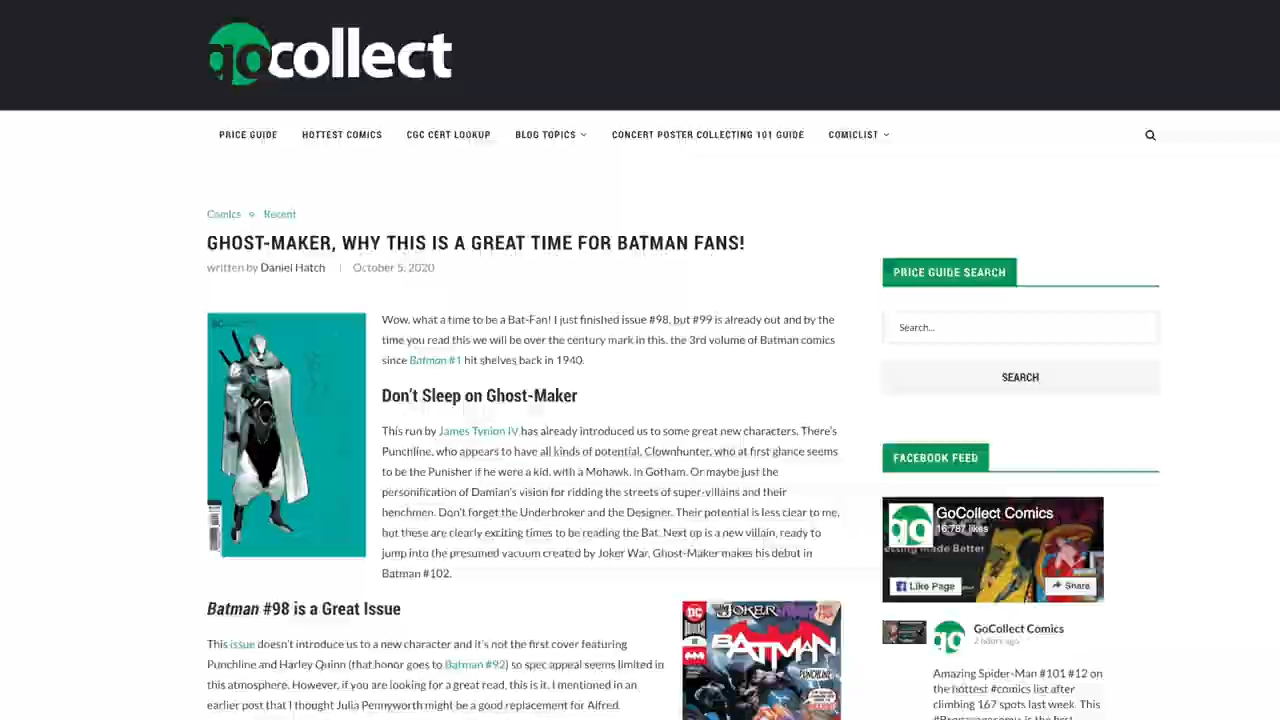 gocollect
PRICE GUIDE HOTTEST COMICS CGC CERT LOOKUP BLOG TOPICS CONCERT POSTER COLLECTING 101 GUIDE COMICLIST
Comics Recent
GHOST-MAKER, WHY THIS IS A GREAT TIME FOR BATMAN FANS!
written by Daniel Hatch | October 5, 2020
Wow, what a time to be a Bat-Fan! I just finished issue #98, but #99 is already out and by the
time you read this we will be over the century mark in this, the 3rd volume of Batman comics
since Batman #1 hit shelves back in 1940.
Don't Sleep on Ghost-Maker
This run by James Tynion IV has already introduced us to some great new characters. There's
Punchline, who appears to have all kinds of potential. Clownhunter, who at first glance seems
to be the Punisher if he were a kid, with a Mohawk, in Gotham. Or maybe just the
personification of Damian's vision for ridding the streets of super-villains and their
henchmen. Don't forget the Underbroker and the Designer. Their potential is less clear to me,
but these are clearly exciting times to be reading the Bat. Next up is a new villain, ready to
jump into the presumed vacuum created by Joker War, Ghost-Maker makes his debut in
Batman #102.
Batman #98 is a Great Issue
This issue doesn't introduce us to a new character and it's not the first cover featuring
Punchline and Harley Quinn (that honor goes to Batman #92) so spec appeal seems limited in
this atmosphere. However, if you are looking for a great read, this is it. I mentioned in an
earlier post that I thought Julia Pennyworth might be a good replacement for Alfred.
DC
THE JOKER WAR
BATMAN
PUNCHLINE
PRICE GUIDE SEARCH
Search...
SEARCH
FACEBOOK FEED
go
GoCollect Comics
16,787 likes
Made Better
Like Page
Share
go
GoCollect Comics
2 hours ago
Amazing Spider-Man #101 #12 on
the hottest #comics list after
climbing 167 spots last week. This